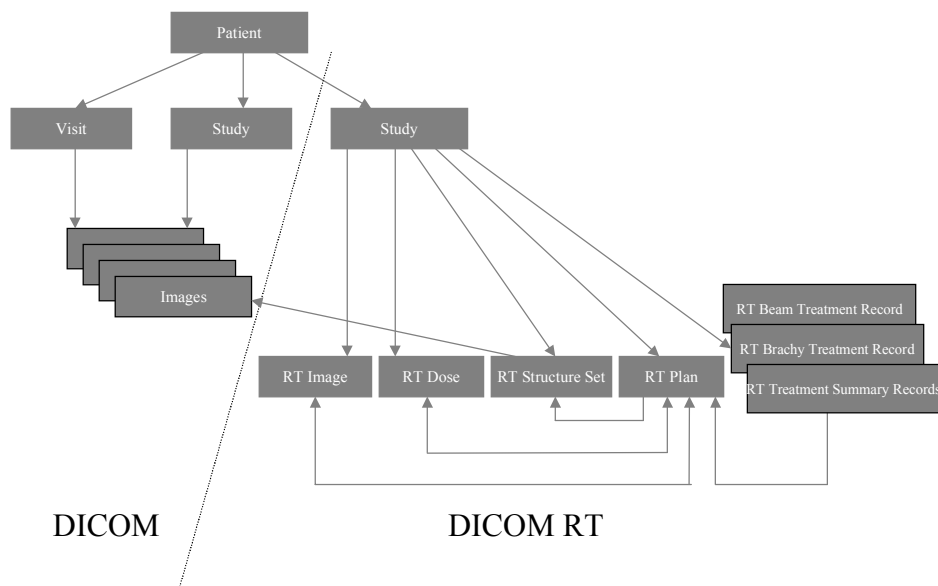 Patient
Visit
Study
Study
Images
RT Beam Treatment Record
RT Brachy Treatment Record
RT Treatment Summary Records
RT Image
RT Dose
RT Structure Set
RT Plan
DICOM
DICOM RT